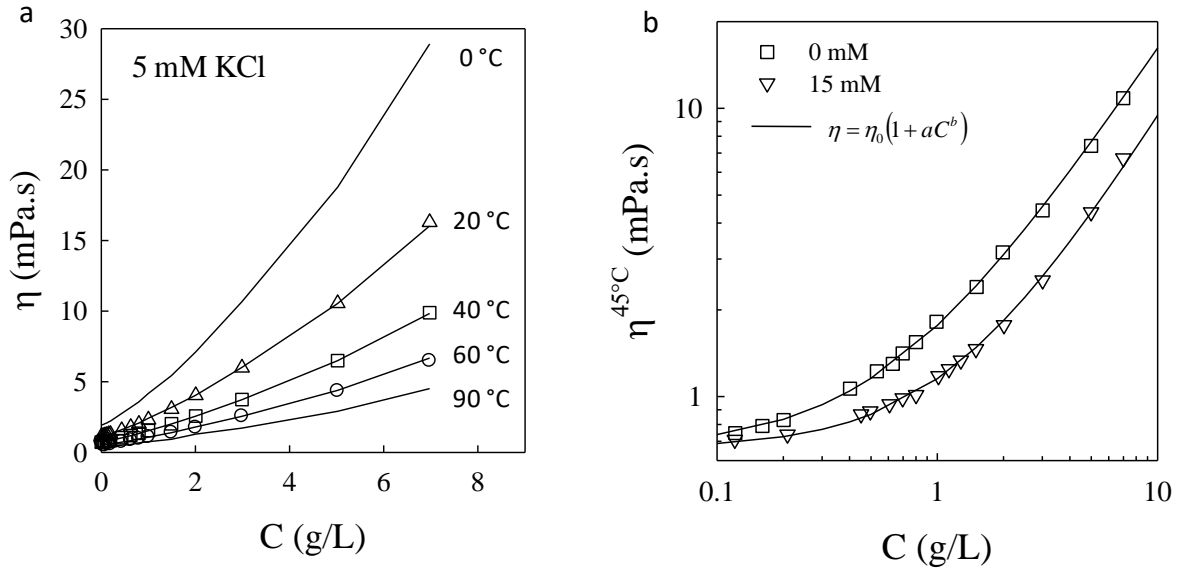 a
30
25
20
15
10
5
0
0
2
4
6
8
η (mPa.s)
C (g/L)
5 mM KCl
0 °C
20 °C
40 °C
60 °C
90 °C
b
10
1
0.1
1
10
η45°C (mPa.s)
C (g/L)
0 mM
15 mM
η = η0(1 + aC^b)